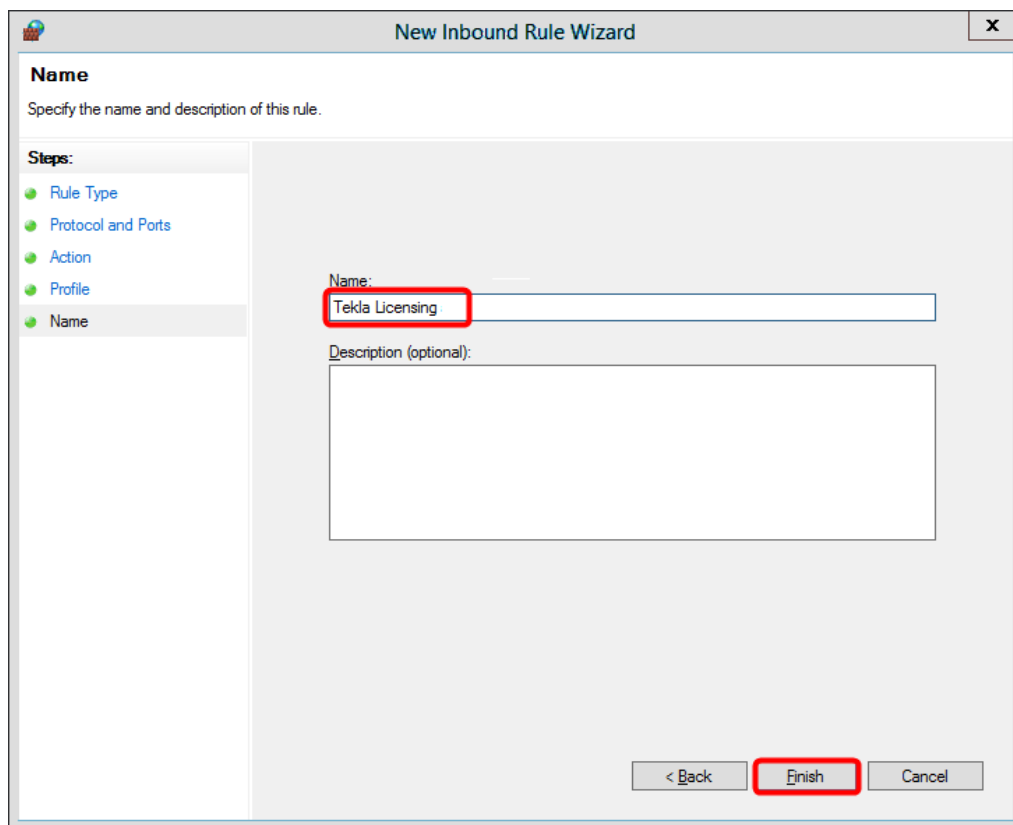 New Inbound Rule Wizard
x
Name
Specify the name and description of this rule.
Steps:
Rule Type
Protocol and Ports
Action
Profile
Name
Name:
Tekla Licensing
Description (optional):
< Back
Finish
Cancel